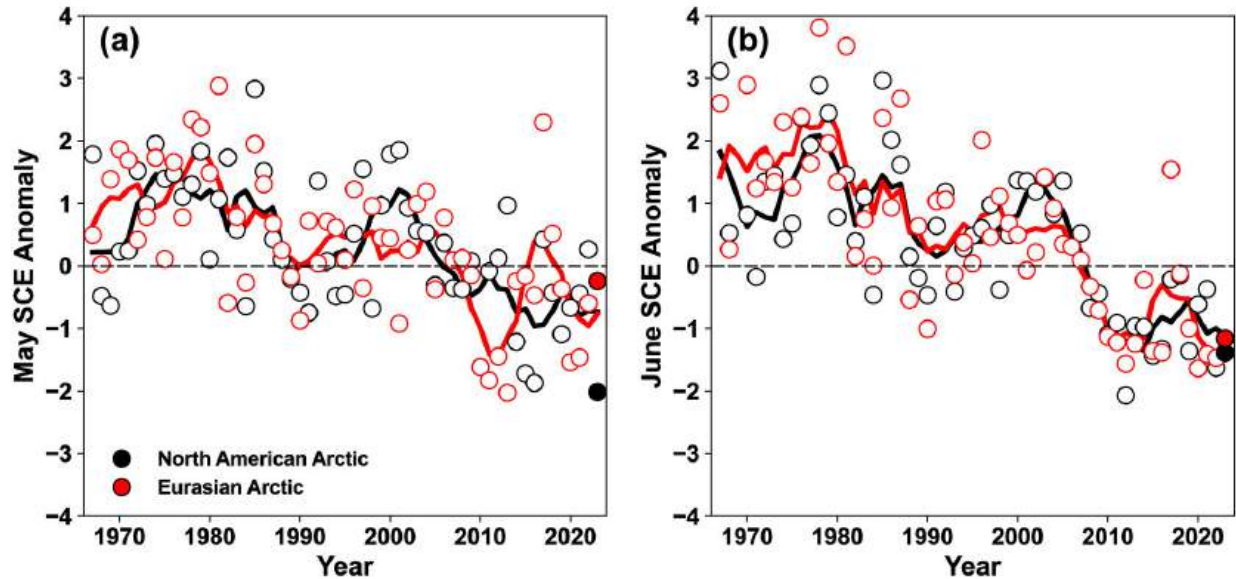 (a)
May SCE Anomaly
4
3
2
1
0
−1
−2
−3
−4
North American Arctic
Eurasian Arctic
1970 1980 1990 2000 2010 2020
Year
(b)
June SCE Anomaly
4
3
2
1
0
−1
−2
−3
−4
1970 1980 1990 2000 2010 2020
Year